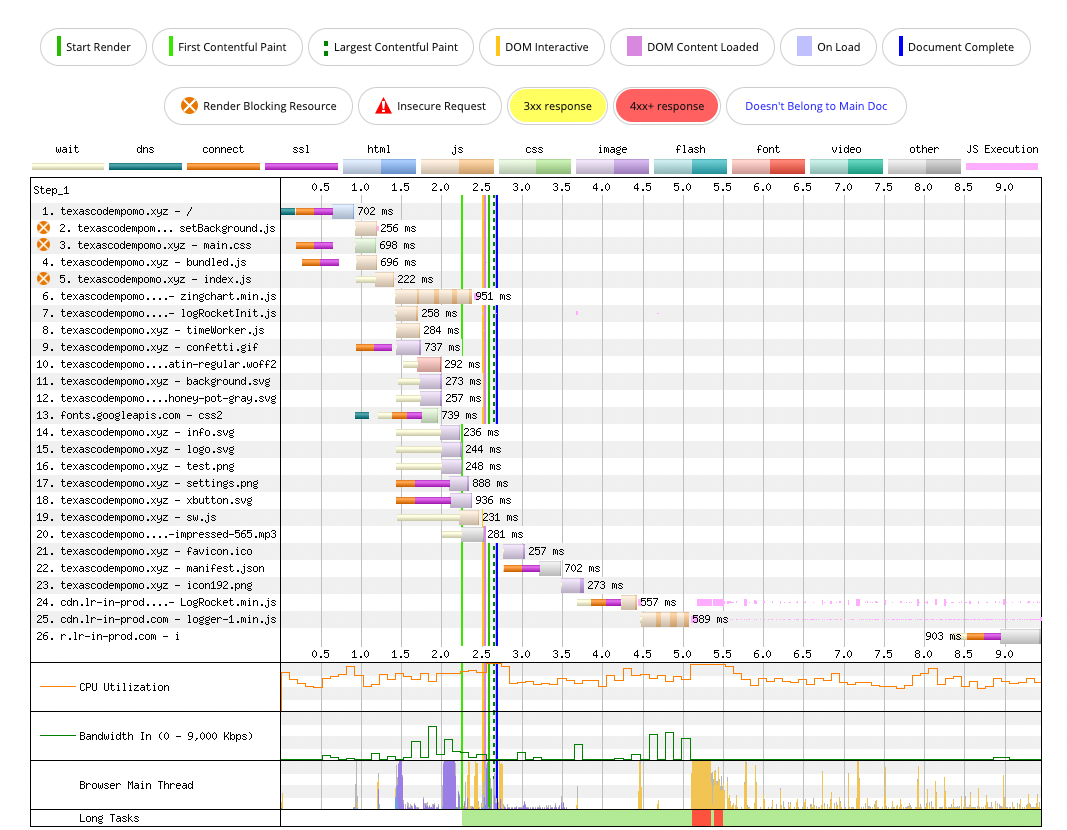 Start Render First Contentful Paint Largest Contentful Paint DOM Interactive DOM Content Loaded On Load Document Complete
Render Blocking Resource Insecure Request 3xx response 4xx+ response Doesn't Belong to Main Doc
wait dns connect ssl html js css image flash font video other JS Execution
Step_1 0.5 1.0 1.5 2.0 2.5 3.0 3.5 4.0 4.5 5.0 5.5 6.0 6.5 7.0 7.5 8.0 8.5 9.0
1. texascodempomo.xyz - / 702 ms
2. texascodempom... setBackground.js 256 ms
3. texascodempomo.xyz - main.css 698 ms
4. texascodempomo.xyz - bundled.js 696 ms
5. texascodempomo.xyz - index.js 222 ms
6. texascodempomo....- zingchart.min.js 951 ms
7. texascodempomo....- logRocketInit.js 258 ms
8. texascodempomo.xyz - timeWorker.js 284 ms
9. texascodempomo.xyz - confetti.gif 737 ms
10. texascodempomo....atin-regular.woff2 292 ms
11. texascodempomo.xyz - background.svg 273 ms
12. texascodempomo....honey-pot-gray.svg 257 ms
13. fonts.googleapis.com - css2 739 ms
14. texascodempomo.xyz - info.svg 236 ms
15. texascodempomo.xyz - logo.svg 244 ms
16. texascodempomo.xyz - test.png 248 ms
17. texascodempomo.xyz - settings.png 888 ms
18. texascodempomo.xyz - xbutton.svg 936 ms
19. texascodempomo.xyz - sw.js 231 ms
20. texascodempomo....-impressed-565.mp3 281 ms
21. texascodempomo.xyz - favicon.ico 257 ms
22. texascodempomo.xyz - manifest.json 702 ms
23. texascodempomo.xyz - icon192.png 273 ms
24. cdn.lr-in-prod....- LogRocket.min.js 557 ms
25. cdn.lr-in-prod.com - logger-1.min.js 589 ms
26. r.lr-in-prod.com - i 903 ms
0.5 1.0 1.5 2.0 2.5 3.0 3.5 4.0 4.5 5.0 5.5 6.0 6.5 7.0 7.5 8.0 8.5 9.0
CPU Utilization
Bandwidth In (0 - 9,000 Kbps)
Browser Main Thread
Long Tasks